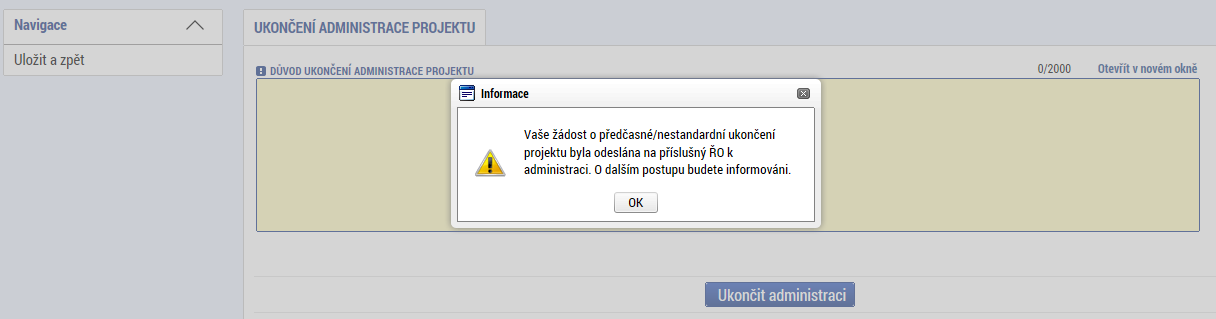 Navigace
Uložit a zpět
UKONČENÍ ADMINISTRACE PROJEKTU
DŮVOD UKONČENÍ ADMINISTRACE PROJEKTU
0/2000
Otevřít v novém okně
Informace
Vaše žádost o předčasné/nestandardní ukončení
projektu byla odeslána na příslušný ŘO k
administraci. O dalším postupu budete informováni.
OK
Ukončit administraci